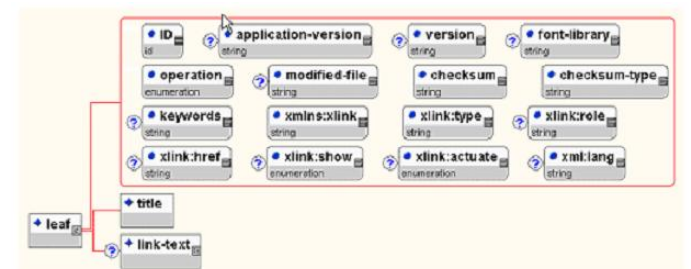 ID application-version version font-library
id string string string
operation modified-file checksum checksum-type
enumeration string string string
keywords xmlns:xlink xlink:type xlink:role
string string string string
xlink:href xlink:show xlink:actuate xml:lang
string enumeration enumeration string
title
leaf
link-text